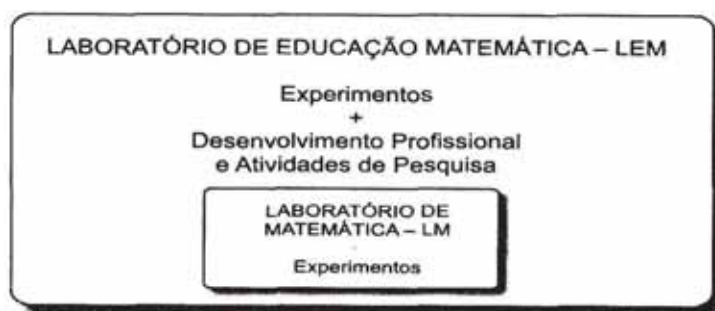 LABORATÓRIO DE EDUCAÇÃO MATEMÁTICA – LEM
Experimentos
+
Desenvolvimento Profissional
e Atividades de Pesquisa
LABORATÓRIO DE
MATEMÁTICA – LM
Experimentos